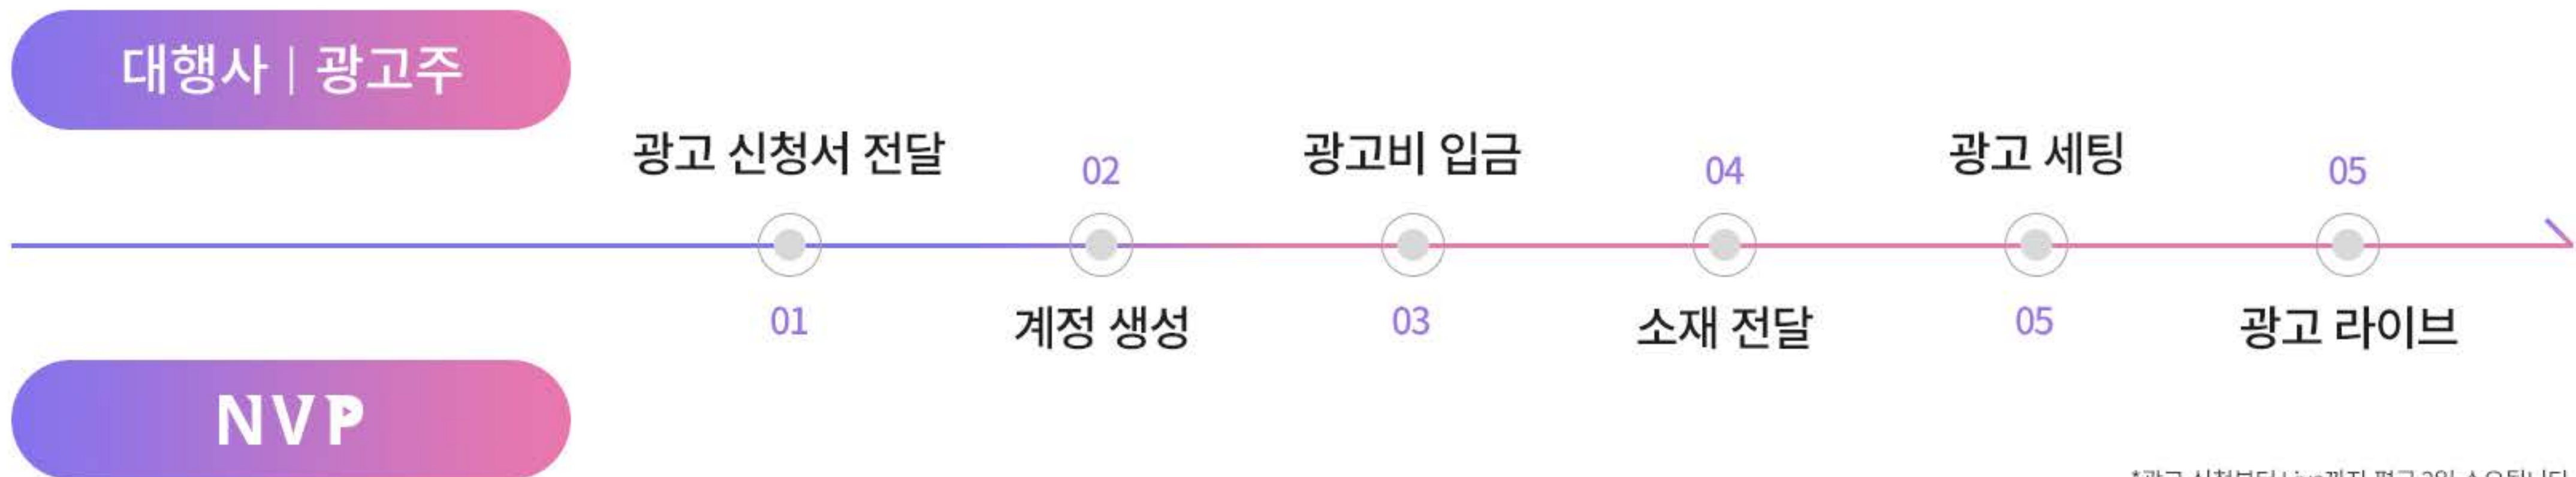 대행사 | 광고주
광고 신청서 전달
01
02
계정 생성
광고비 입금
03
04
소재 전달
광고 세팅
05
05
광고 라이브
NVP